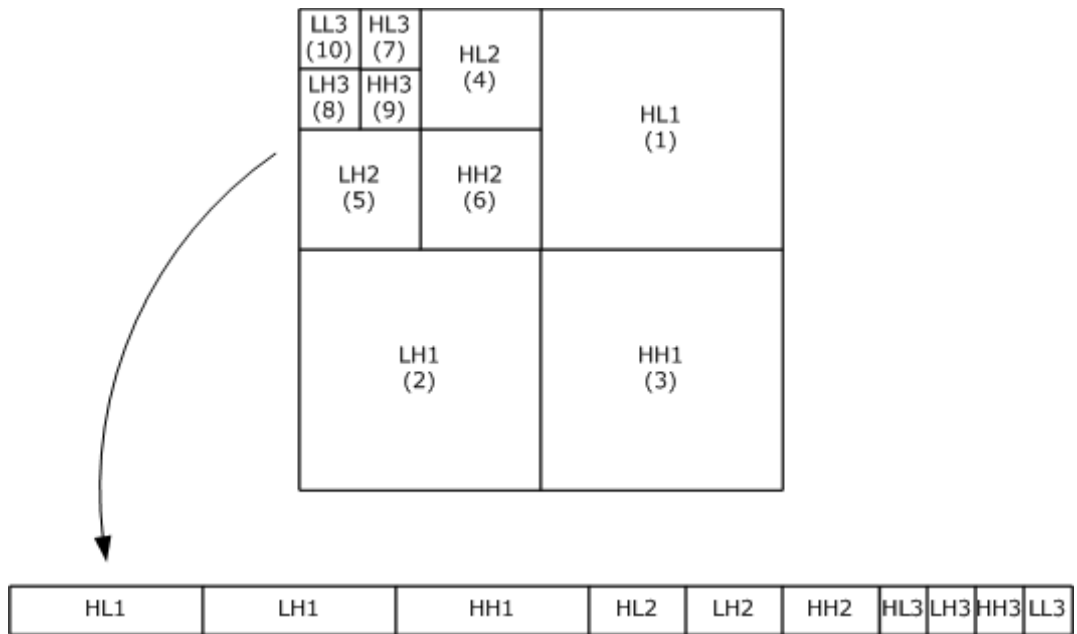 LL3
(10)
HL3
(7)
HL2
(4)
LH3
(8)
HH3
(9)
HL1
(1)
LH2
(5)
HH2
(6)
LH1
(2)
HH1
(3)
HL1 LH1 HH1 HL2 LH2 HH2 HL3 LH3 HH3 LL3